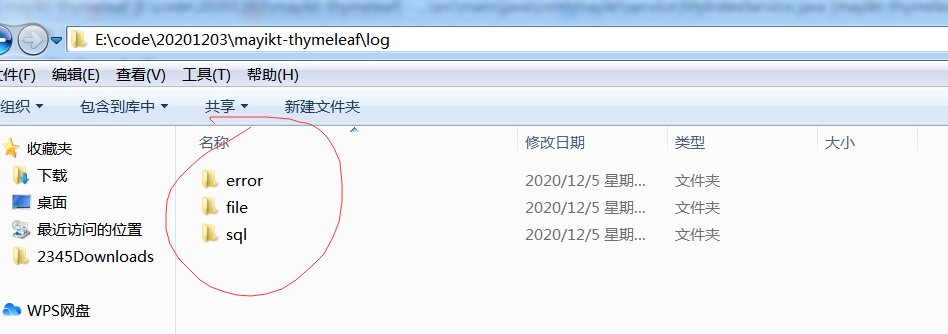 E:\code\20201203\mayikt-thymeleaf\log
文件(F) 编辑(E) 查看(V) 工具(T) 帮助(H)
组织 包含到库中 共享 新建文件夹
名称 修改日期 类型 大小
收藏夹
下载
桌面
最近访问的位置
2345Downloads
WPS网盘
error 2020/12/5 星期... 文件夹
file 2020/12/5 星期... 文件夹
sql 2020/12/5 星期... 文件夹